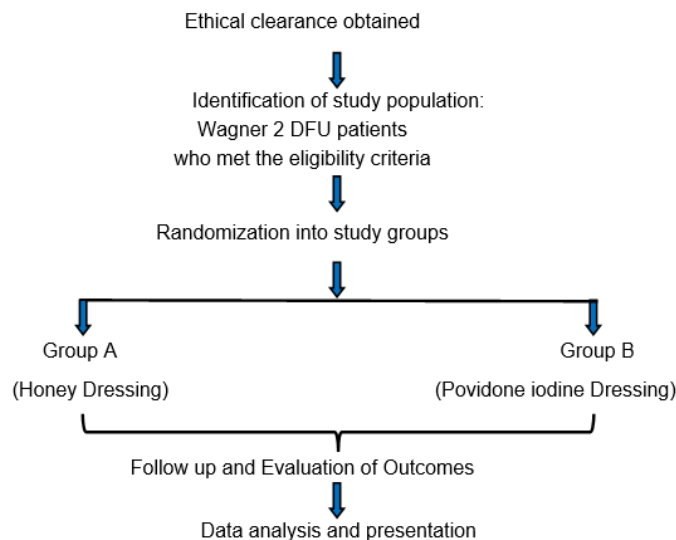 Ethical clearance obtained
Identification of study population:
Wagner 2 DFU patients
who met the eligibility criteria
Randomization into study groups
Group A
(Honey Dressing)
Group B
(Povidone iodine Dressing)
Follow up and Evaluation of Outcomes
Data analysis and presentation